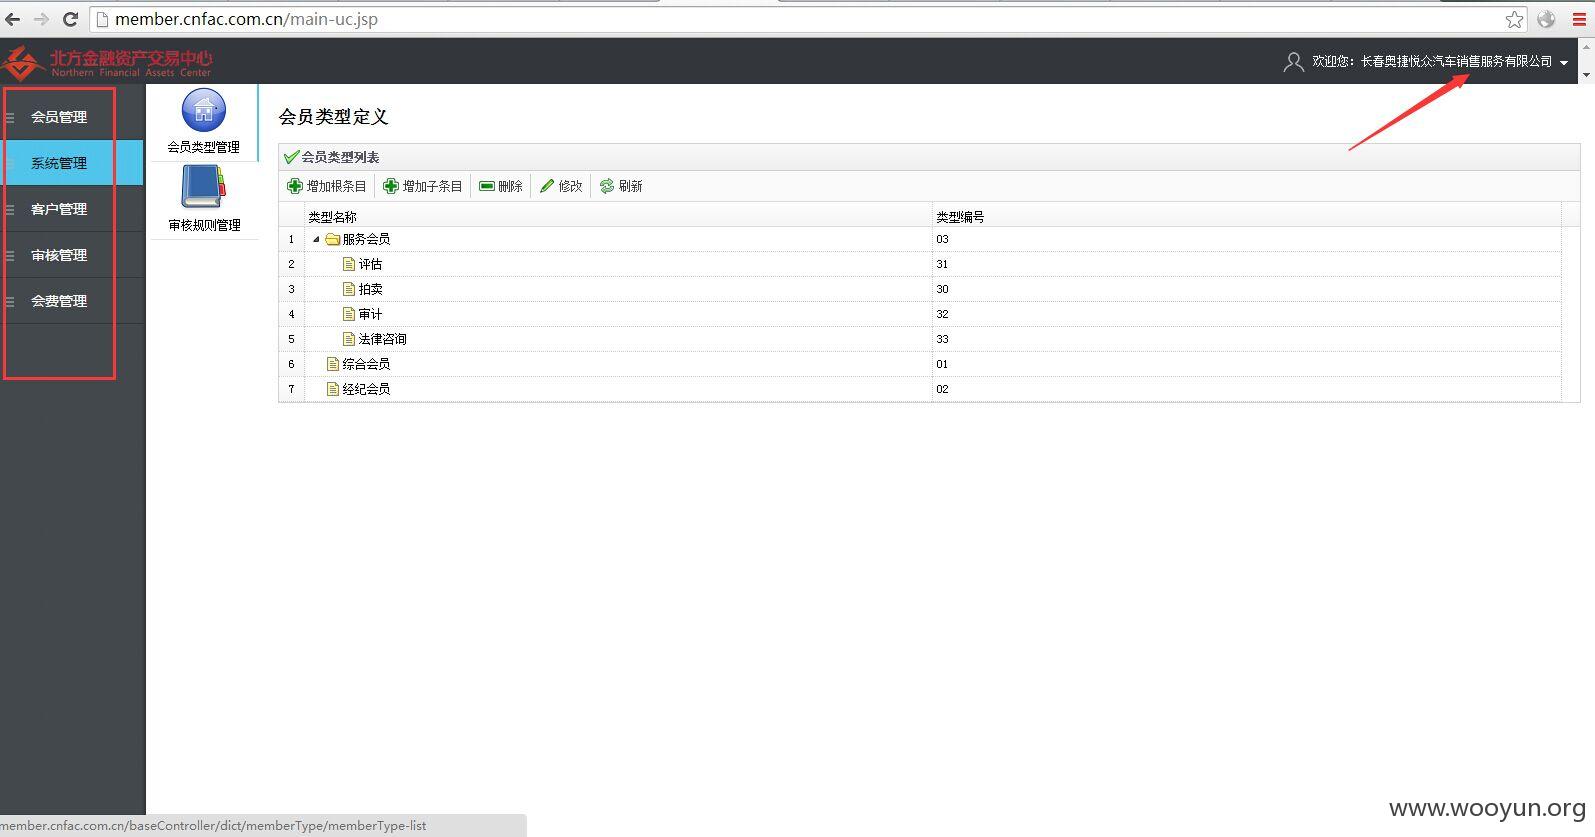 member.cnfac.com.cn/main-uc.jsp
北方金融资产交易中心
Northern Financial Assets Center
欢迎您：长春奥捷悦众汽车销售服务有限公司
会员管理
系统管理
客户管理
审核管理
会费管理
会员类型管理
审核规则管理
会员类型定义
会员类型列表
增加根条目 增加子条目 删除 修改 刷新
类型名称 类型编号
1 服务会员 03
2 评估 31
3 拍卖 30
4 审计 32
5 法律咨询 33
6 综合会员 01
7 经纪会员 02
www.wooyun.org
member.cnfac.com.cn/baseController/dict/memberType/memberType-list